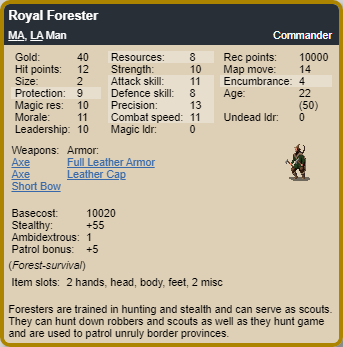 Royal Forester
MA, LA Man Commander
Gold: 40 Resources: 8 Rec points: 10000
Hit points: 12 Strength: 10 Map move: 14
Size: 2 Attack skill: 11 Encumbrance: 4
Protection: 9 Defence skill: 8 Age: 22
Magic res: 10 Precision: 13 (50)
Morale: 11 Combat speed: 11 Undead ldr: 0
Leadership: 10 Magic ldr: 0
Weapons: Armor:
Axe Full Leather Armor
Axe Leather Cap
Short Bow
Basecost: 10020
Stealthy: +55
Ambidextrous: 1
Patrol bonus: +5
(Forest-survival)
Item slots: 2 hands, head, body, feet, 2 misc
Foresters are trained in hunting and stealth and can serve as scouts.
They can hunt down robbers and scouts as well as they hunt game
and are used to patrol unruly border provinces.